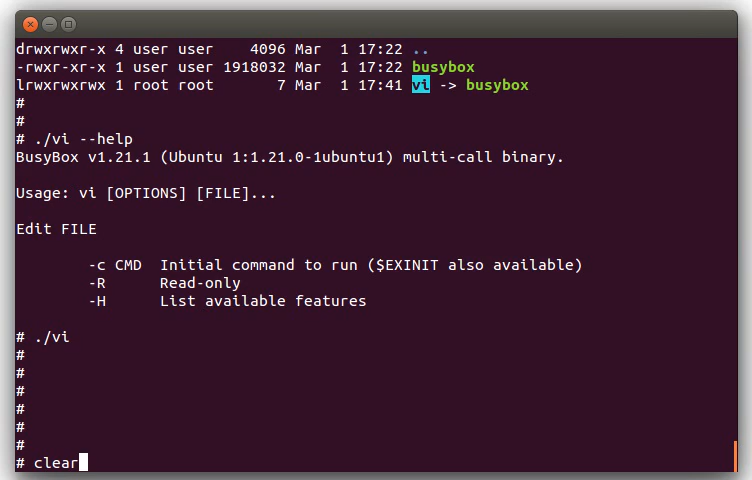 drwxrwxr-x 4 user user    4096 Mar  1 17:22 ..
-rwxr-xr-x 1 user user 1918032 Mar  1 17:22 busybox
lrwxrwxrwx 1 root root       7 Mar  1 17:41 vi -> busybox
#
#
# ./vi --help
BusyBox v1.21.1 (Ubuntu 1:1.21.0-1ubuntu1) multi-call binary.

Usage: vi [OPTIONS] [FILE]...

Edit FILE

        -c CMD  Initial command to run ($EXINIT also available)
        -R      Read-only
        -H      List available features

# ./vi
#
#
#
#
#
#
# clear